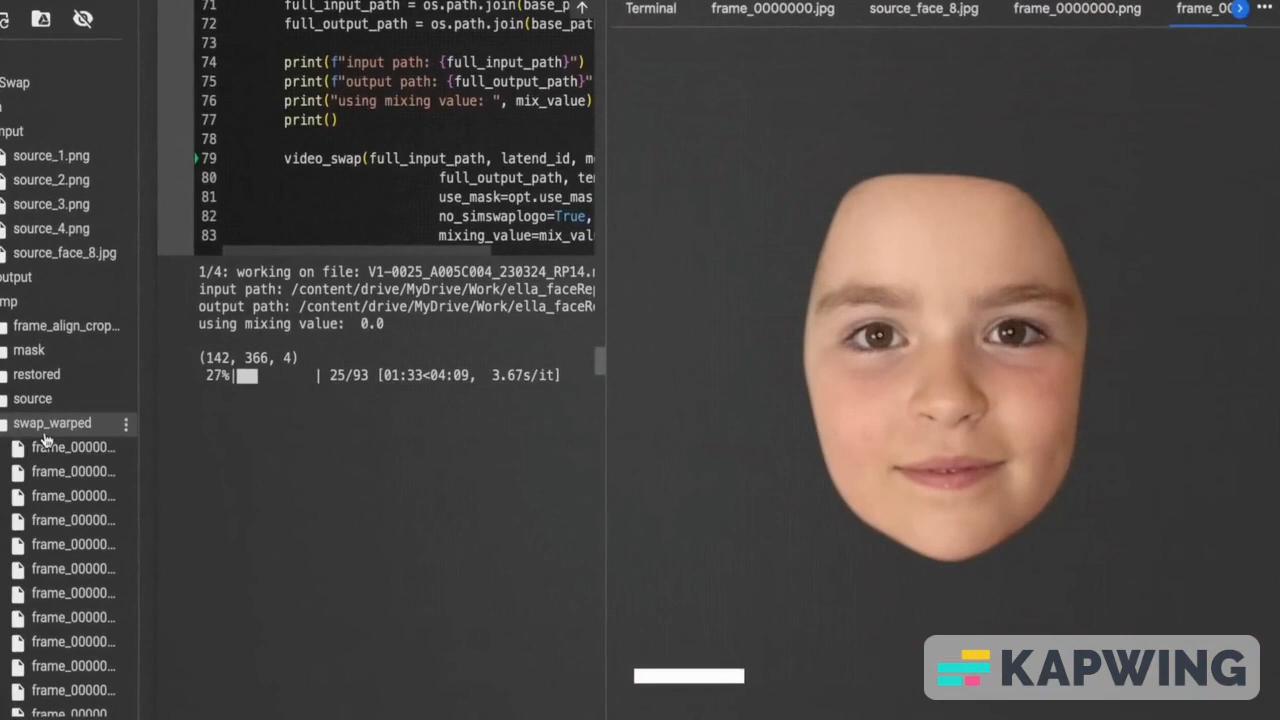 Swap
nput
source_1.png
source_2.png
source_3.png
source_4.png
source_face_8.jpg
output
mp
frame_align_crop...
mask
restored
source
swap_warped
frame_00000...
frame_00000...
frame_00000...
frame_00000...
frame_00000...
frame_00000...
frame_00000...
frame_00000...
frame_00000...
frame_00000...
frame_00000...
frame_00000
71 full_input_path = os.path.join(base_p
72 full_output_path = os.path.join(base_pat
73
74 print(f"input path: {full_input_path}")
75 print(f"output path: {full_output_path}"
76 print("using mixing value: ", mix_value)
77 print()
78
79 video_swap(full_input_path, latend_id, m
80 full_output_path, te
81 use_mask=opt.use_mas
82 no_simswaplogo=True,
83 mixing_value=mix_val
1/4: working on file: V1-0025_A005C004_230324_RP14.
input path: /content/drive/MyDrive/Work/ella_faceRep
output path: /content/drive/MyDrive/Work/ella_faceRe
using mixing value: 0.0
(142, 366, 4)
27%| | 25/93 [01:33<04:09, 3.67s/it]
Terminal frame_0000000.jpg source_face_8.jpg frame_0000000.png frame_00
KAPWING